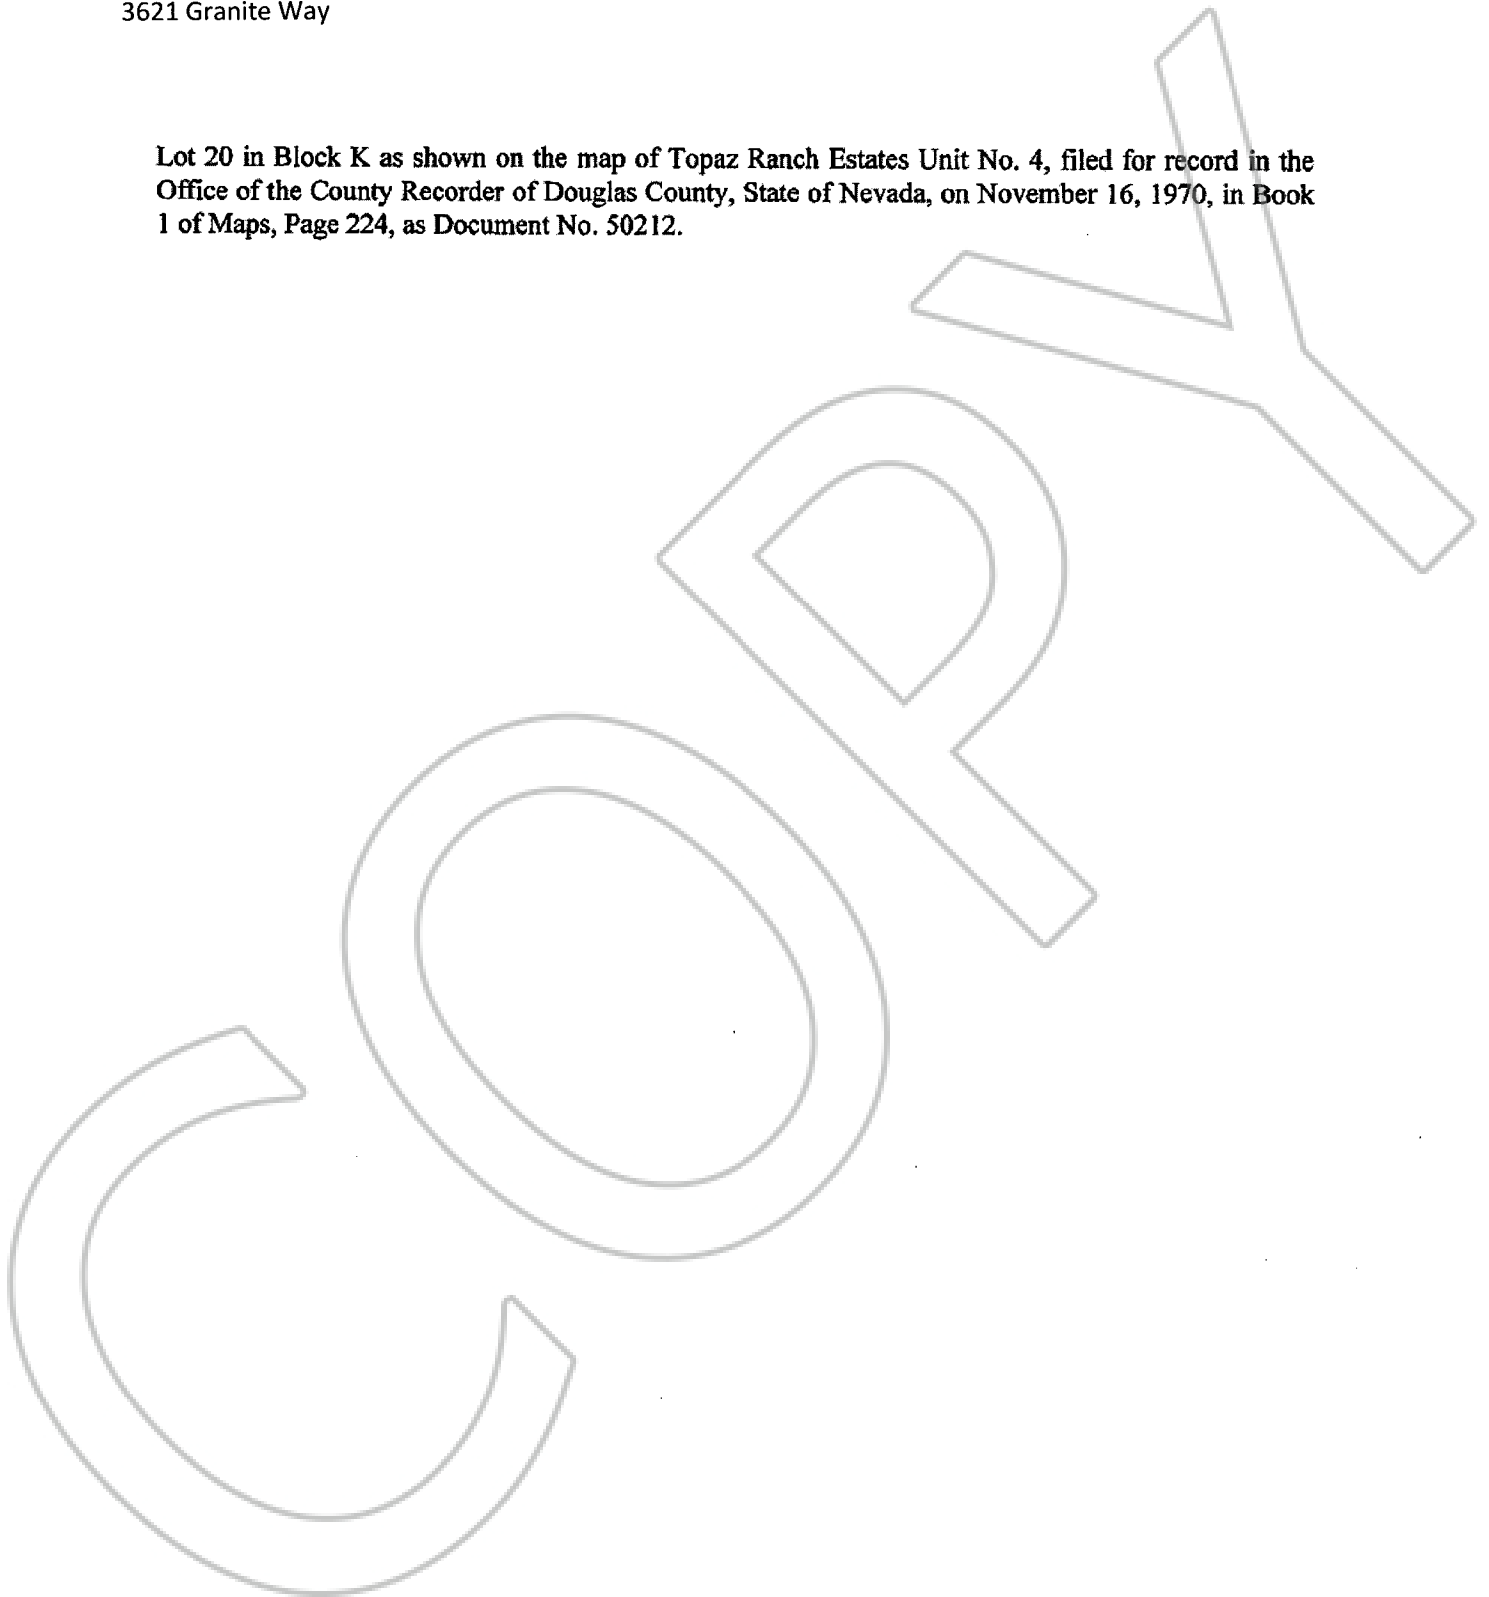 3621 Granite Way
Lot 20 in Block K as shown on the map of Topaz Ranch Estates Unit No. 4, filed for record in the
Office of the County Recorder of Douglas County, State of Nevada, on November 16, 1970, in Book
1 of Maps, Page 224, as Document No. 50212.
COPY